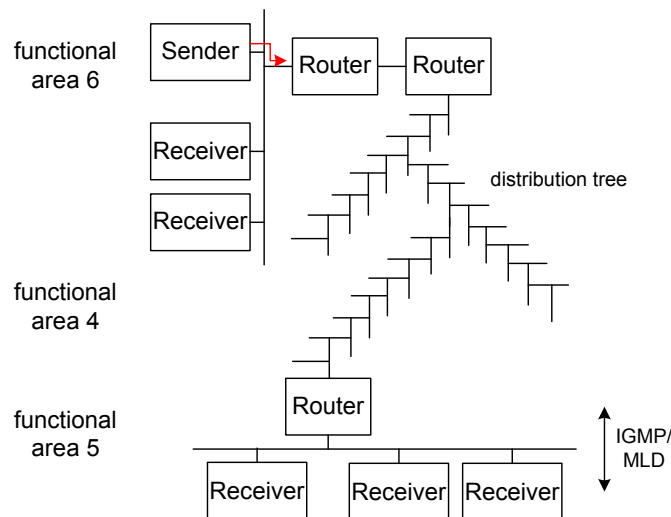 functional
area 6
Sender
Router
Router
Receiver
distribution tree
Receiver
functional
area 4
Router
functional
area 5
IGMP/
MLD
Receiver
Receiver
Receiver